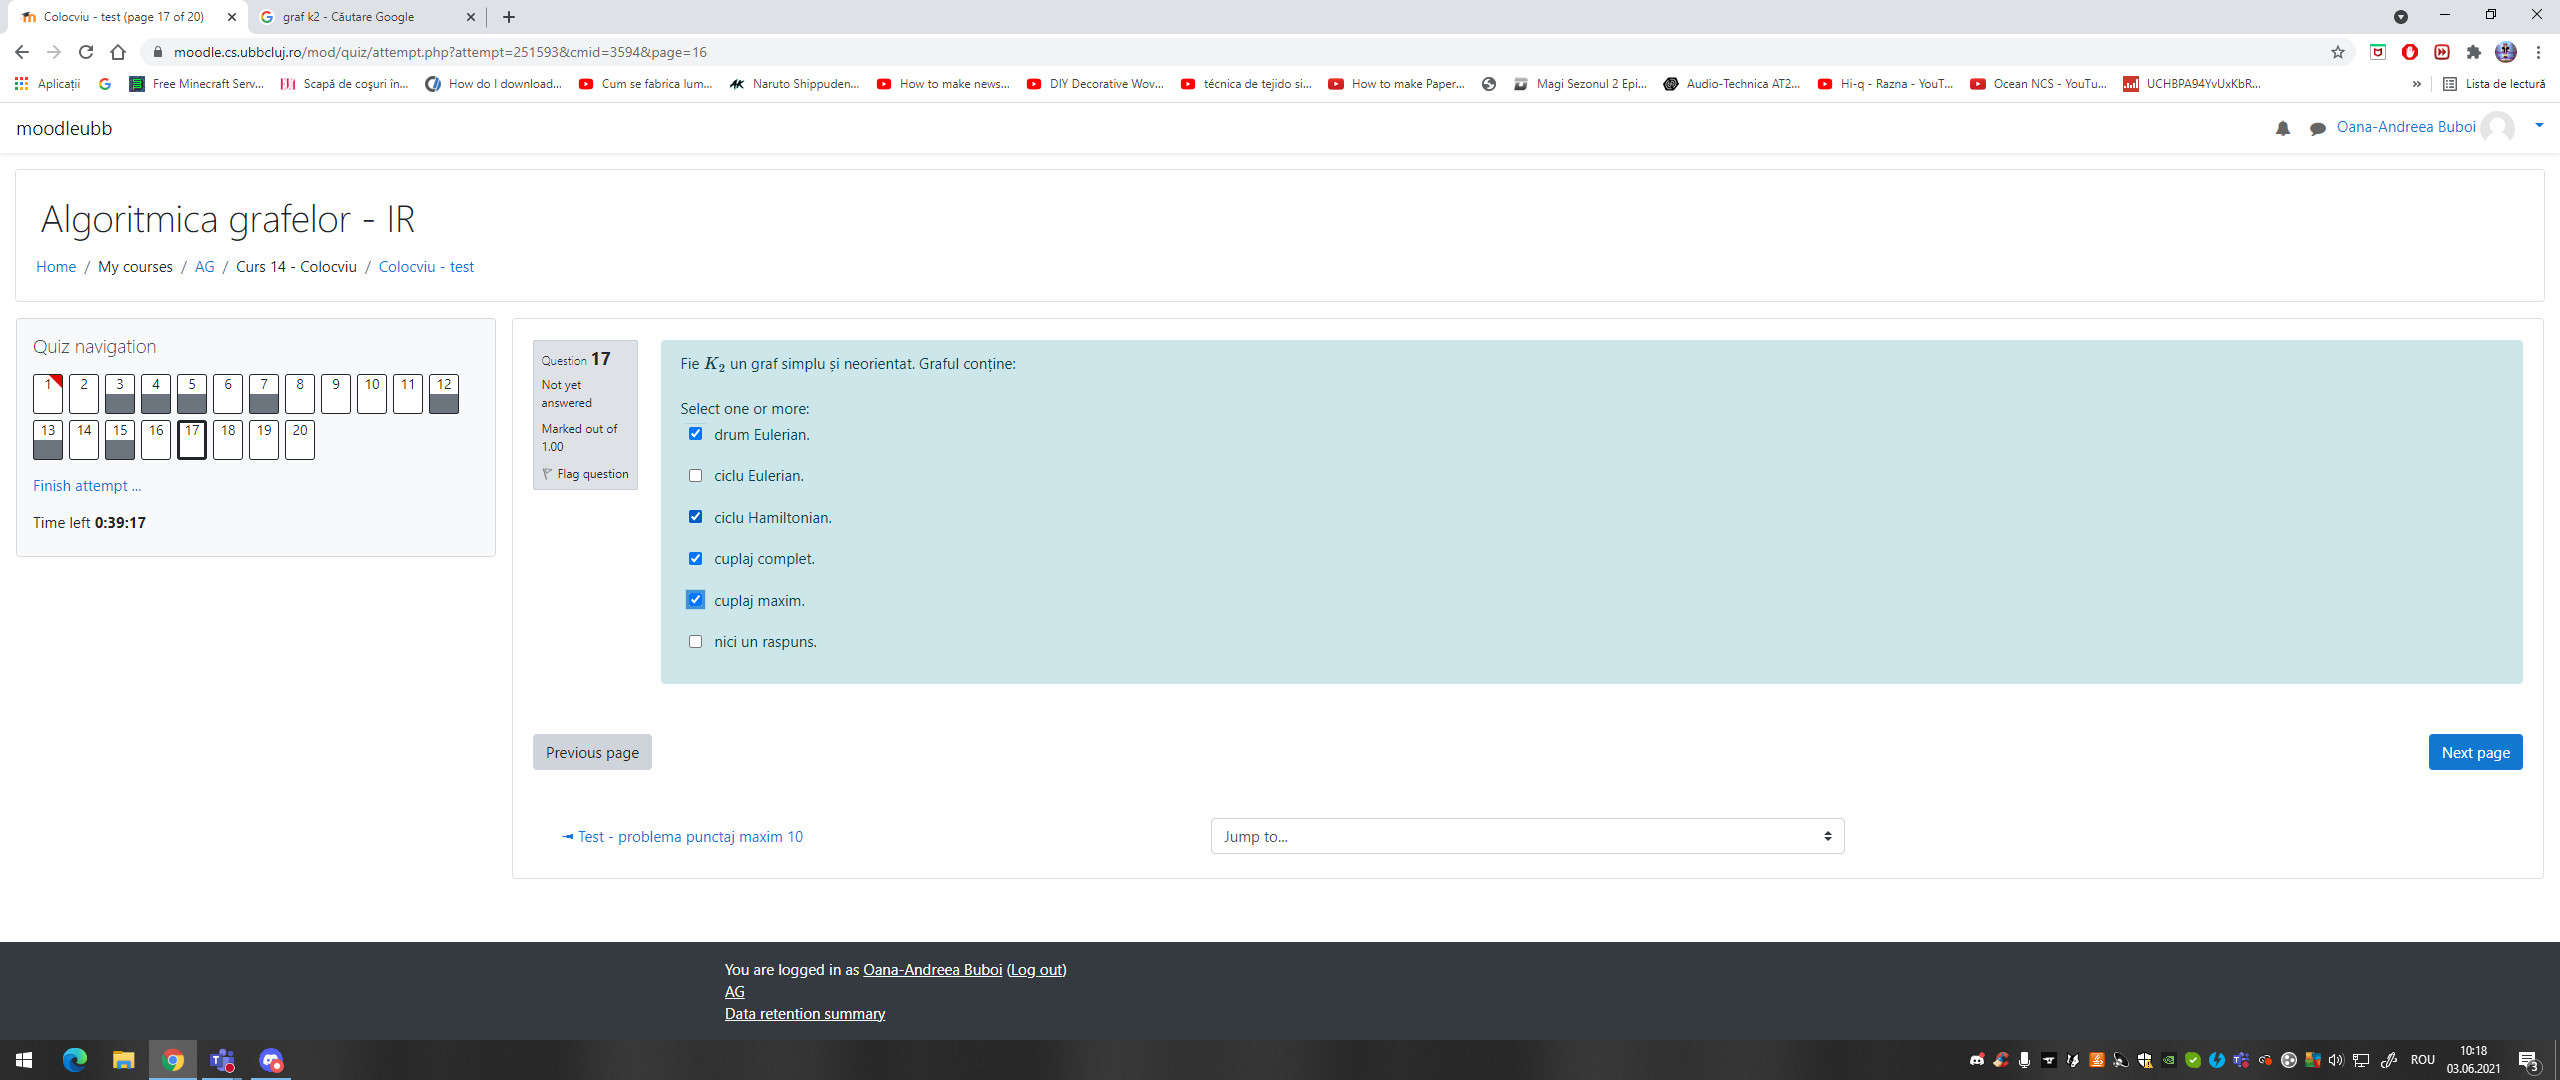 Colocviu - test (page 17 of 20)
graf k2 - Căutare Google
moodle.cs.ubbcluj.ro/mod/quiz/attempt.php?attempt=251593&cmid=3594&page=16
Aplicații
Free Minecraft Serv...
Scapă de coșuri în...
How do I download...
Cum se fabrica lum...
Naruto Shippuden...
How to make news...
DIY Decorative Wov...
técnica de tejido si...
How to make Paper...
Magi Sezonul 2 Epi...
Audio-Technica AT2...
Hi-q - Razna - YouT...
Ocean NCS - YouTu...
UCHBPA94YvUxKbR...
»
Lista de lectură
moodleubb
Oana-Andreea Buboi
Algoritmica grafelor - IR
Home / My courses / AG / Curs 14 - Colocviu / Colocviu - test
Quiz navigation
1 2 3 4 5 6 7 8 9 10 11 12
13 14 15 16 17 18 19 20
Finish attempt ...
Time left 0:39:17
Question 17
Not yet
answered
Marked out of
1.00
Flag question
Fie K₂ un graf simplu și neorientat. Graful conține:
Select one or more:
drum Eulerian.
ciclu Eulerian.
ciclu Hamiltonian.
cuplaj complet.
cuplaj maxim.
nici un raspuns.
Previous page
Next page
◄ Test - problema punctaj maxim 10
Jump to...
You are logged in as Oana-Andreea Buboi (Log out)
AG
Data retention summary
ROU
10:18
03.06.2021
3